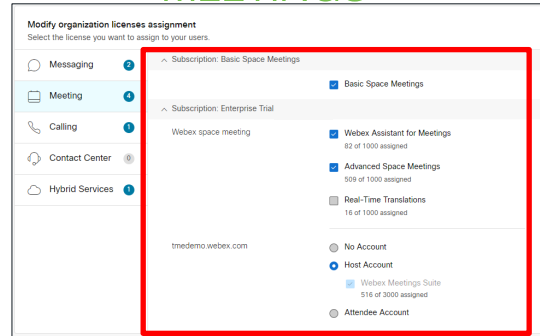 MEETINGS
Modify organization licenses assignment
Select the license you want to assign to your users.
Messaging 2
Meeting 4
Calling 1
Contact Center 0
Hybrid Services 1
Subscription: Basic Space Meetings
Basic Space Meetings
Subscription: Enterprise Trial
Webex space meeting
Webex Assistant for Meetings
82 of 1000 assigned
Advanced Space Meetings
509 of 1000 assigned
Real-Time Translations
16 of 1000 assigned
tmedemo.webex.com
No Account
Host Account
Webex Meetings Suite
516 of 3000 assigned
Attendee Account